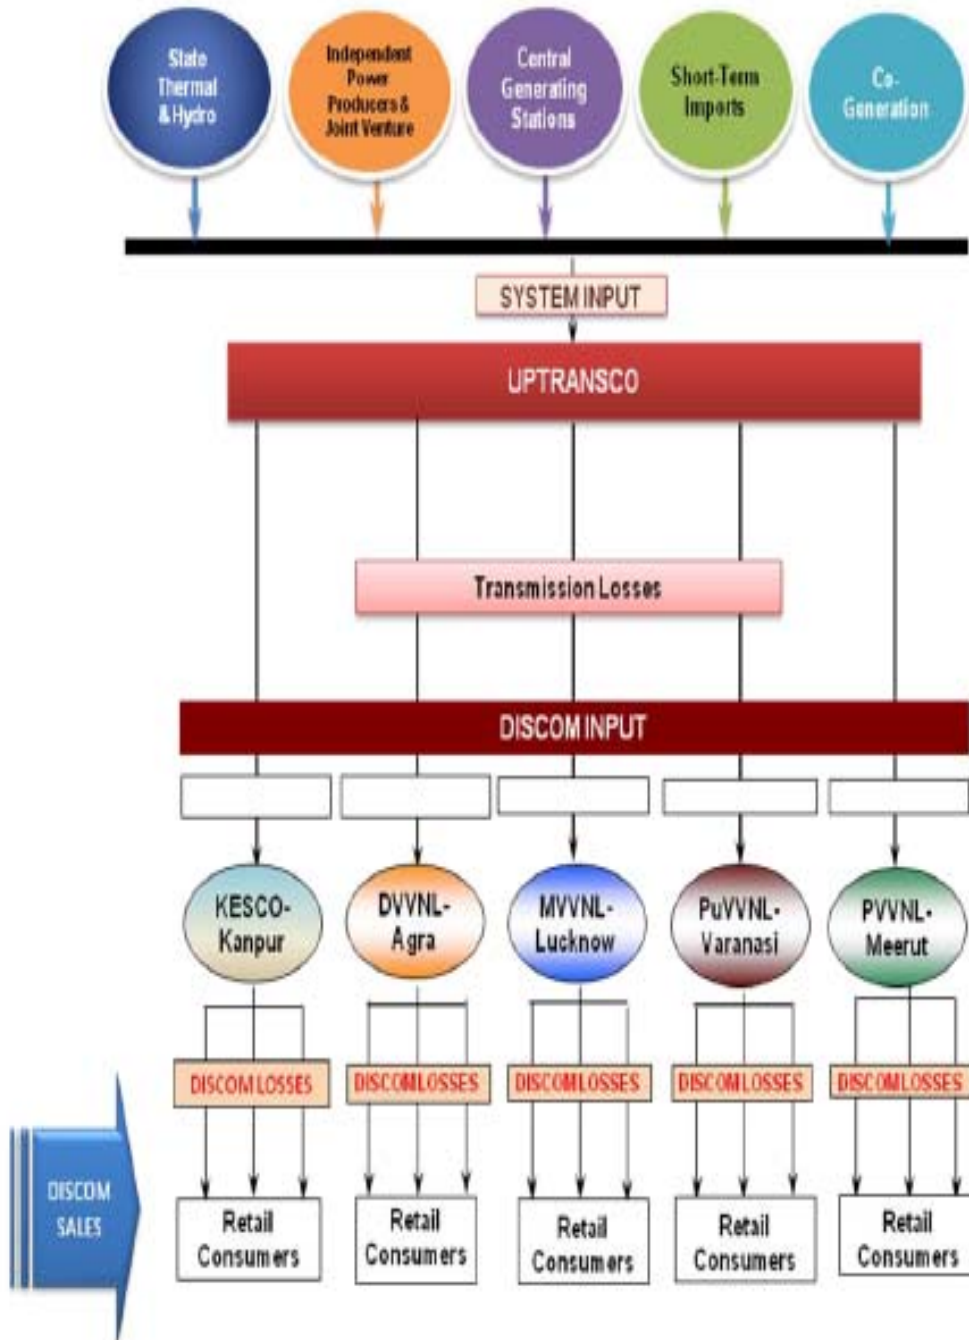 State
Thermal
& Hydro
Independent
Power
Producers &
Joint Venture
Central
Generating
Stations
Short-Term
Imports
Co-
Generation
SYSTEM INPUT
UPTRANSCO
Transmission Losses
DISCOM INPUT
KESCO-
Kanpur
DVVNL-
Agra
MVVNL-
Lucknow
PuVVNL-
Varanasi
PVVNL-
Meerut
DISCOM LOSSES
DISCOM LOSSES
DISCOM LOSSES
DISCOM LOSSES
DISCOM LOSSES
DISCOM
SALES
Retail
Consumers
Retail
Consumers
Retail
Consumers
Retail
Consumers
Retail
Consumers